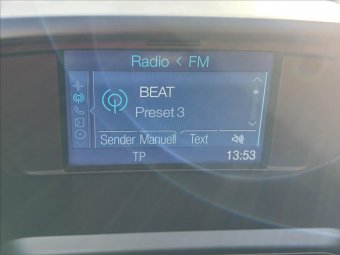 Radio < FM
BEAT
Preset 3
Sender Manuell Text
TP 13:53